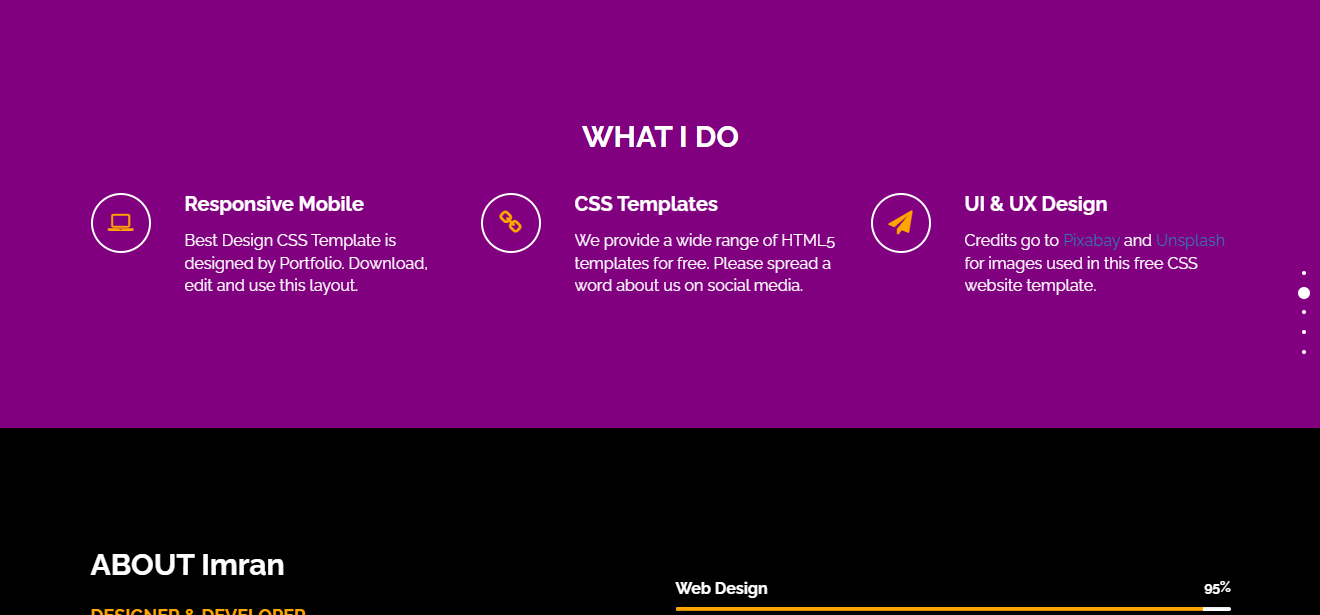 WHAT I DO
Responsive Mobile
Best Design CSS Template is
designed by Portfolio. Download,
edit and use this layout.
CSS Templates
We provide a wide range of HTML5
templates for free. Please spread a
word about us on social media.
UI & UX Design
Credits go to Pixabay and Unsplash
for images used in this free CSS
website template.
ABOUT Imran
DESIGNER & DEVELOPER
Web Design 95%